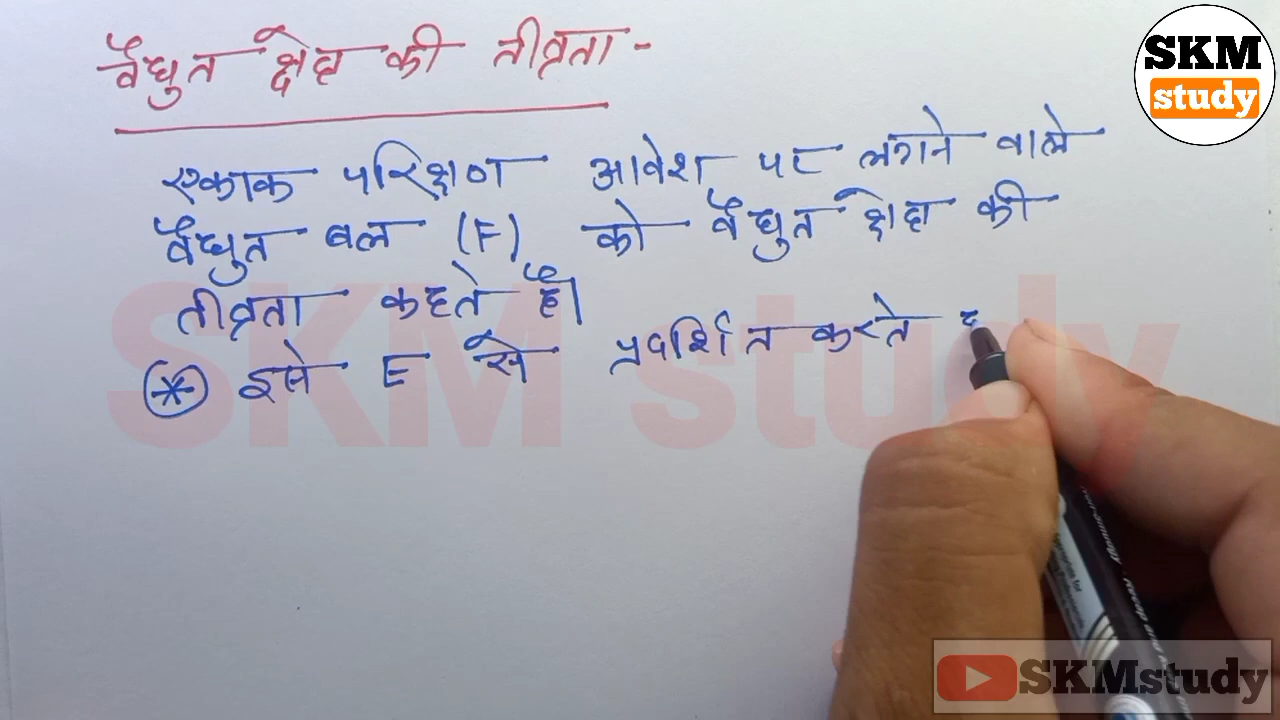 वैधुत क्षेत्र की तीव्रता -
SKM
study
एकांक परिक्षण आवेश पर लगने वाले
वैधुत बल (F) को वैधुत क्षेत्र की
तीव्रता कहते है।
* इसे E से प्रदर्शित करते
SKM study
SKMstudy